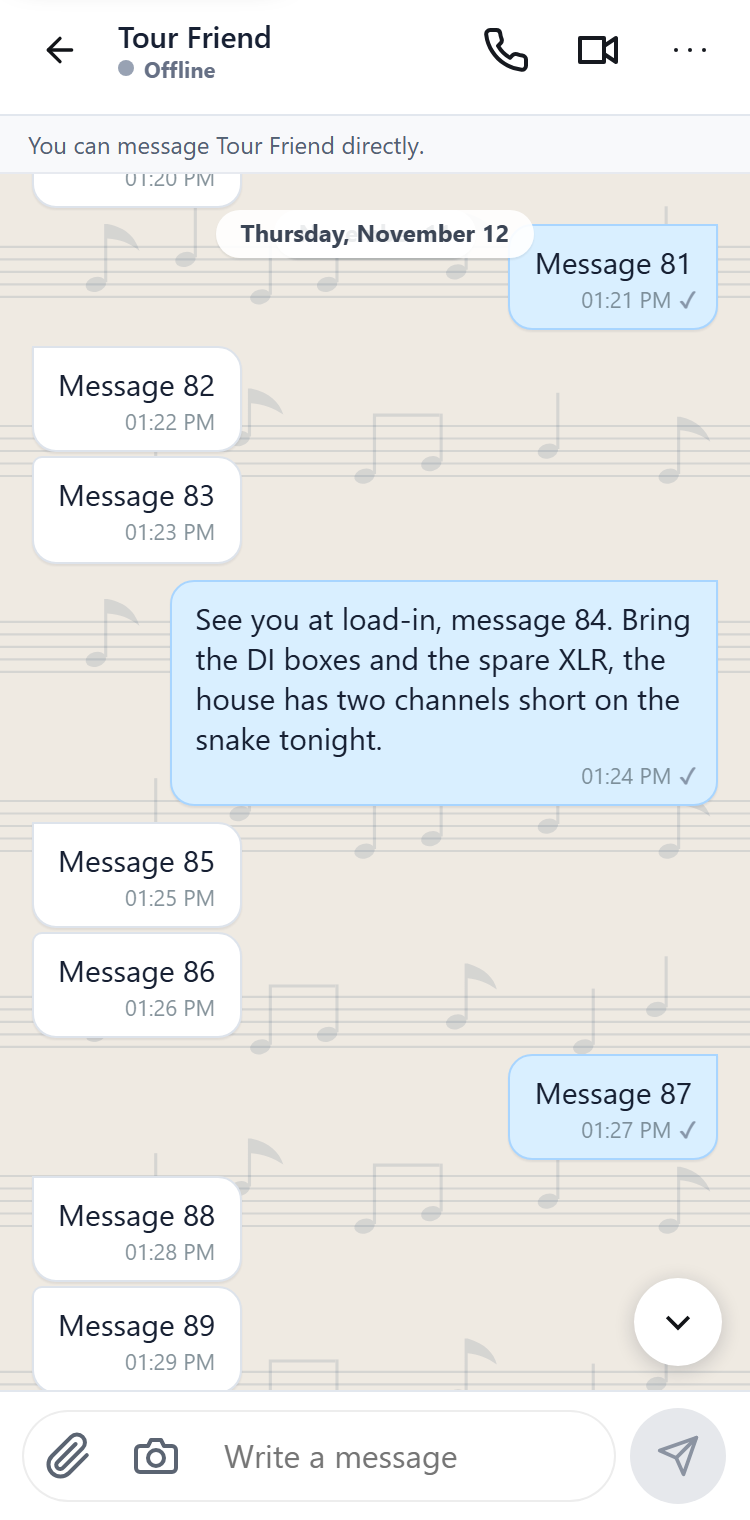 Tour Friend
Offline
You can message Tour Friend directly.
01:20 PM
Thursday, November 12
Message 81
01:21 PM ✓
Message 82
01:22 PM
Message 83
01:23 PM
See you at load-in, message 84. Bring
the DI boxes and the spare XLR, the
house has two channels short on the
snake tonight.
01:24 PM ✓
Message 85
01:25 PM
Message 86
01:26 PM
Message 87
01:27 PM ✓
Message 88
01:28 PM
Message 89
01:29 PM
Write a message